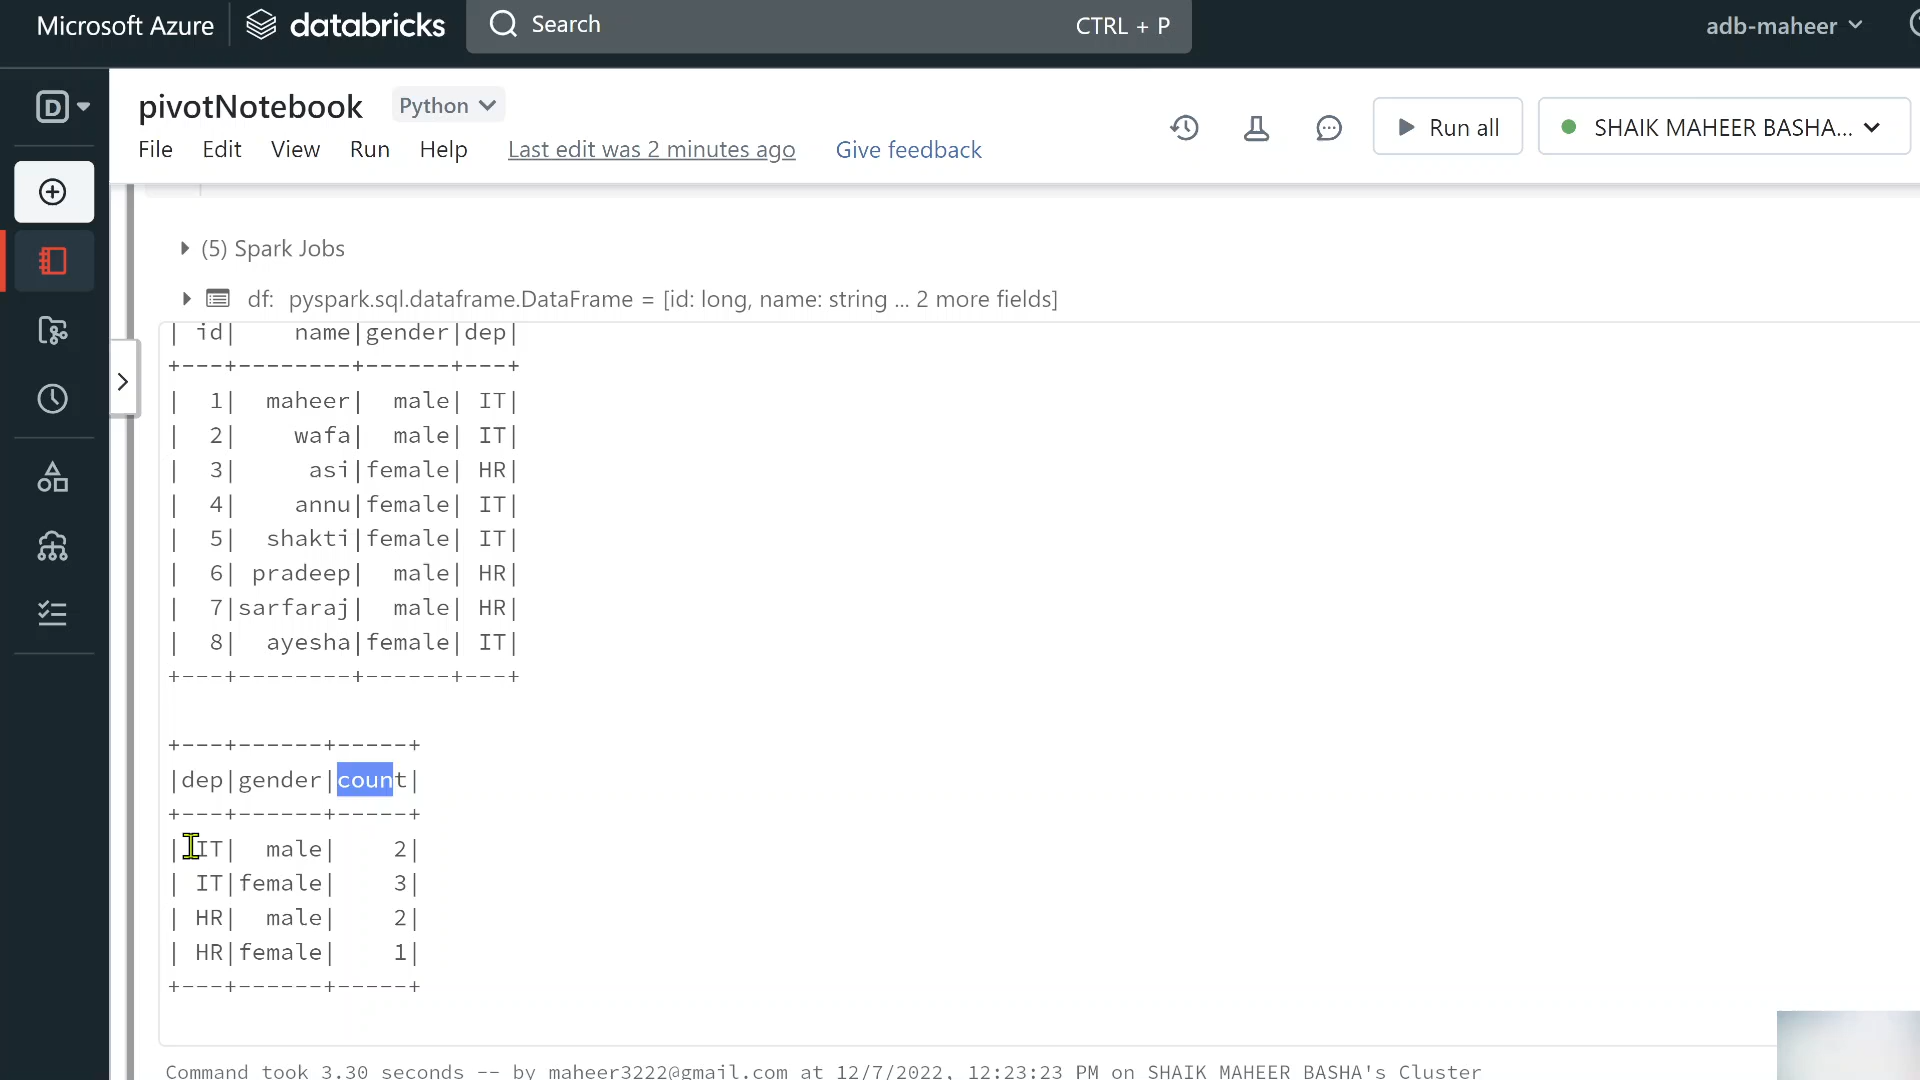 Microsoft Azure databricks Search CTRL + P adb-maheer
D pivotNotebook Python
File Edit View Run Help Last edit was 2 minutes ago Give feedback Run all SHAIK MAHEER BASHA...
(5) Spark Jobs
df: pyspark.sql.dataframe.DataFrame = [id: long, name: string ... 2 more fields]
| id|    name|gender|dep|
+---+--------+------+---+
|  1|  maheer|  male| IT|
|  2|    wafa|  male| IT|
|  3|     asi|female| HR|
|  4|    annu|female| IT|
|  5|  shakti|female| IT|
|  6| pradeep|  male| HR|
|  7|sarfaraj|  male| HR|
|  8|  ayesha|female| IT|
+---+--------+------+---+
+---+------+-----+
|dep|gender|count|
+---+------+-----+
| IT|  male|    2|
| IT|female|    3|
| HR|  male|    2|
| HR|female|    1|
+---+------+-----+
Command took 3.30 seconds -- by maheer3222@gmail.com at 12/7/2022, 12:23:23 PM on SHAIK MAHEER BASHA's Cluster